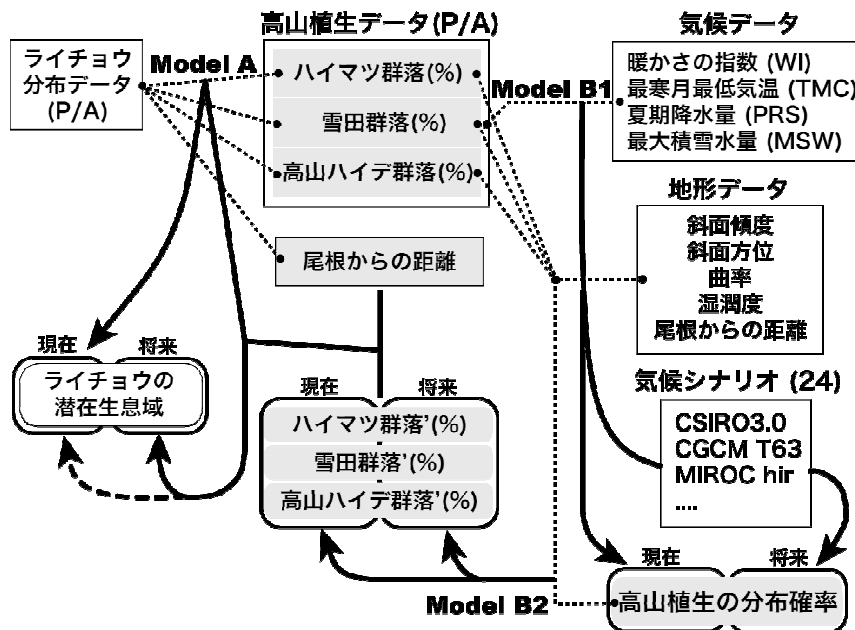 ライチョウ
分布データ
(P/A)
Model A
高山植生データ(P/A)
ハイマツ群落(%)
雪田群落(%)
高山ハイデ群落(%)
尾根からの距離
Model B1
気候データ
暖かさの指数 (WI)
最寒月最低気温 (TMC)
夏期降水量 (PRS)
最大積雪水量 (MSW)
地形データ
斜面傾度
斜面方位
曲率
湿潤度
尾根からの距離
現在
将来
ライチョウの
潜在生息域
現在
将来
ハイマツ群落'(%)
雪田群落'(%)
高山ハイデ群落'(%)
気候シナリオ (24)
CSIRO3.0
CGCM T63
MIROC hir
....
Model B2
現在
将来
高山植生の分布確率